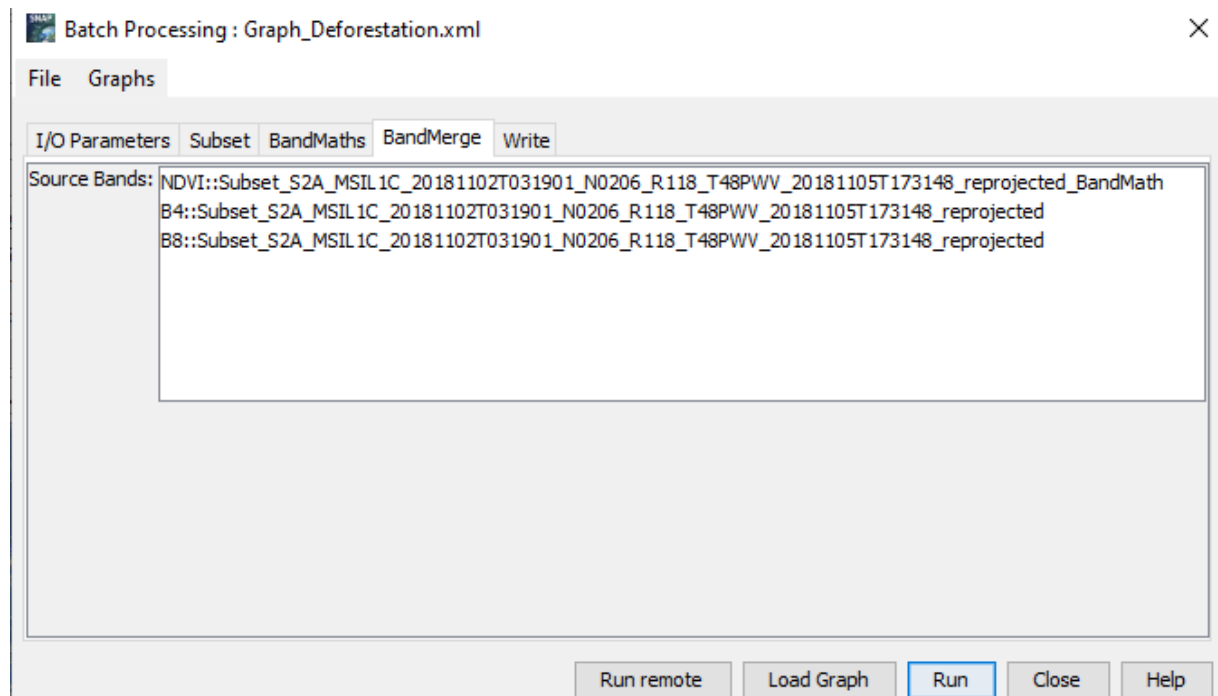 SNAP
Batch Processing : Graph_Deforestation.xml
File Graphs
I/O Parameters Subset BandMaths BandMerge Write
Source Bands: NDVI::Subset_S2A_MSIL1C_20181102T031901_N0206_R118_T48PWV_20181105T173148_reprojected_BandMath
B4::Subset_S2A_MSIL1C_20181102T031901_N0206_R118_T48PWV_20181105T173148_reprojected
B8::Subset_S2A_MSIL1C_20181102T031901_N0206_R118_T48PWV_20181105T173148_reprojected
Run remote Load Graph Run Close Help